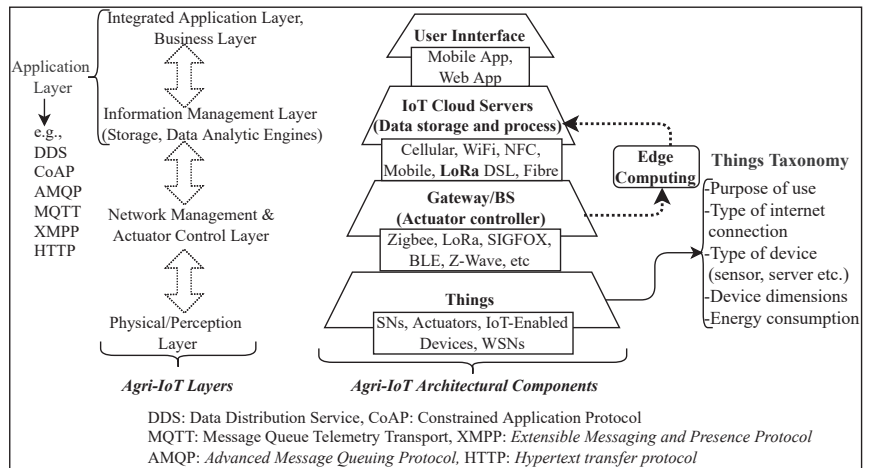 Integrated Application Layer,
Business Layer
Application
Layer
e.g.,
DDS
CoAP
AMQP
MQTT
XMPP
HTTP
Information Management Layer
(Storage, Data Analytic Engines)
Network Management &
Actuator Control Layer
Physical/Perception
Layer
Agri-IoT Layers
User Innterface
Mobile App,
Web App
IoT Cloud Servers
(Data storage and process)
Cellular, WiFi, NFC,
Mobile, LoRa DSL, Fibre
Gateway/BS
(Actuator controller)
Zigbee, LoRa, SIGFOX,
BLE, Z-Wave, etc
Things
SNs, Actuators, IoT-Enabled
Devices, WSNs
Agri-IoT Architectural Components
Edge
Computing
Things Taxonomy
-Purpose of use
-Type of internet
connection
-Type of device
(sensor, server etc.)
-Device dimensions
-Energy consumption
DDS: Data Distribution Service, CoAP: Constrained Application Protocol
MQTT: Message Queue Telemetry Transport, XMPP: Extensible Messaging and Presence Protocol
AMQP: Advanced Message Queuing Protocol, HTTP: Hypertext transfer protocol